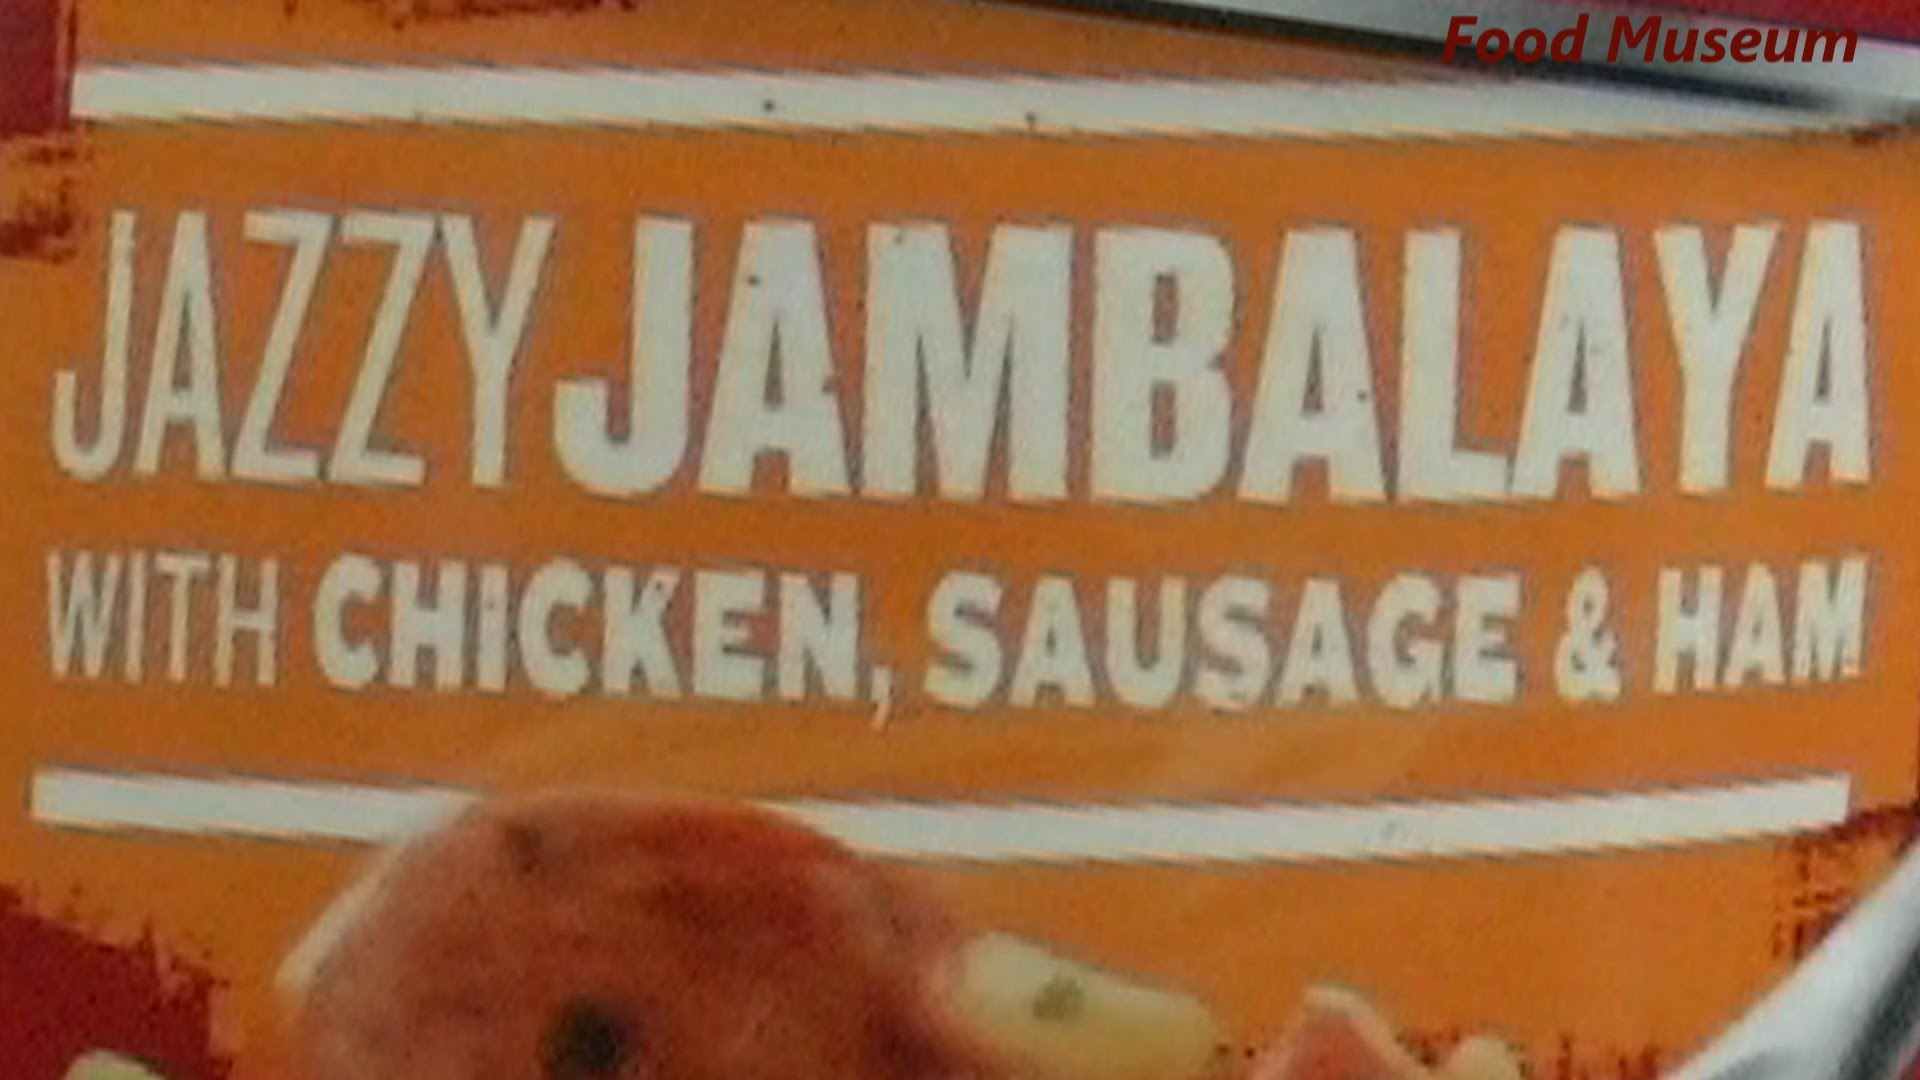 Food Museum
JAZZY JAMBALAYA
WITH CHICKEN, SAUSAGE & HAM